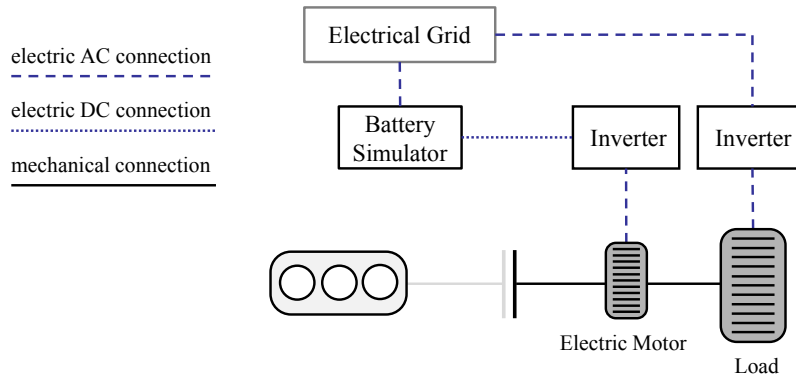 Electrical Grid
electric AC connection
electric DC connection
mechanical connection
Battery
Simulator
Inverter
Inverter
Electric Motor
Load